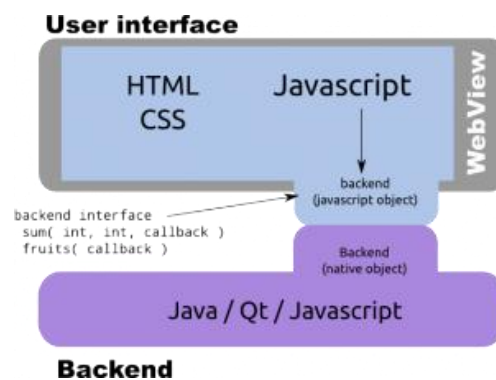 User interface
HTML
CSS
Javascript
WebView
backend
(javascript object)
backend interface
sum( int, int, callback )
fruits( callback )
Backend
(native object)
Java / Qt / Javascript
Backend